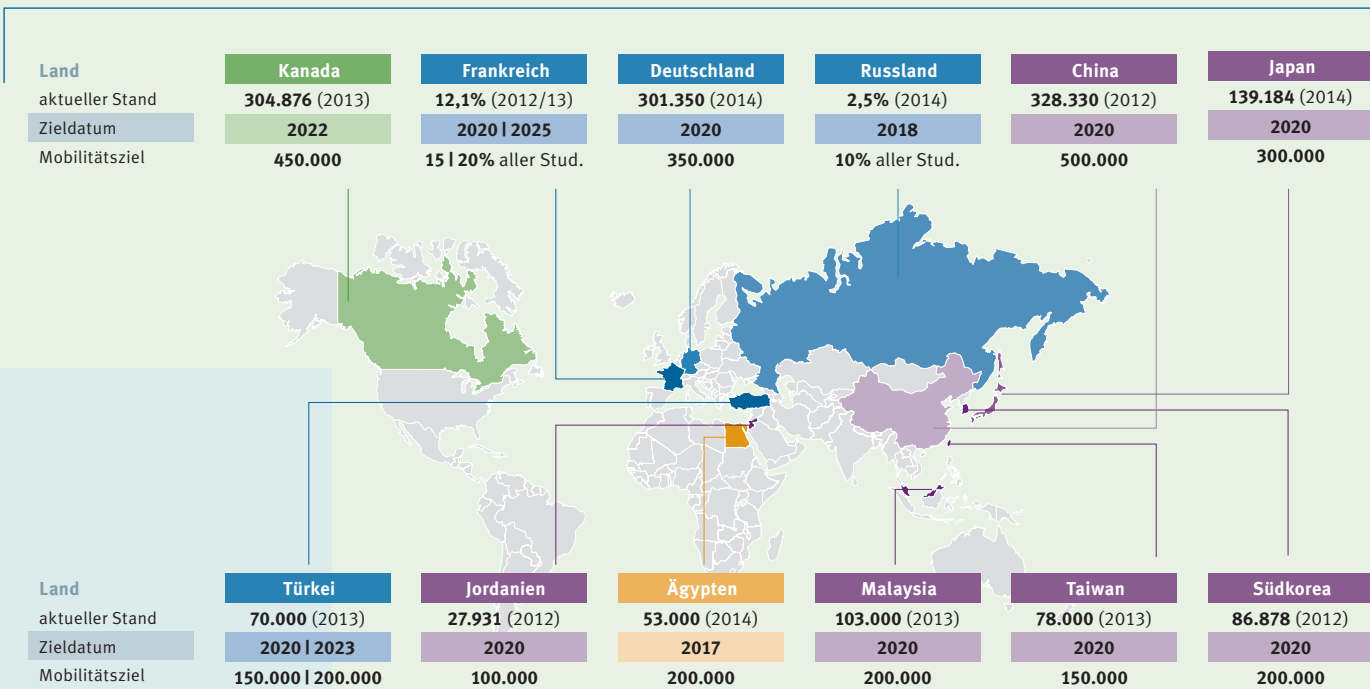 Land Kanada Frankreich Deutschland Russland China Japan
aktueller Stand 304.876 (2013) 12,1% (2012/13) 301.350 (2014) 2,5% (2014) 328.330 (2012) 139.184 (2014)
Zieldatum 2022 2020 | 2025 2020 2018 2020 2020
Mobilitätsziel 450.000 15 | 20% aller Stud. 350.000 10% aller Stud. 500.000 300.000
Land Türkei Jordanien Ägypten Malaysia Taiwan Südkorea
aktueller Stand 70.000 (2013) 27.931 (2012) 53.000 (2014) 103.000 (2013) 78.000 (2013) 86.878 (2012)
Zieldatum 2020 | 2023 2020 2017 2020 2020 2020
Mobilitätsziel 150.000 | 200.000 100.000 200.000 200.000 150.000 200.000